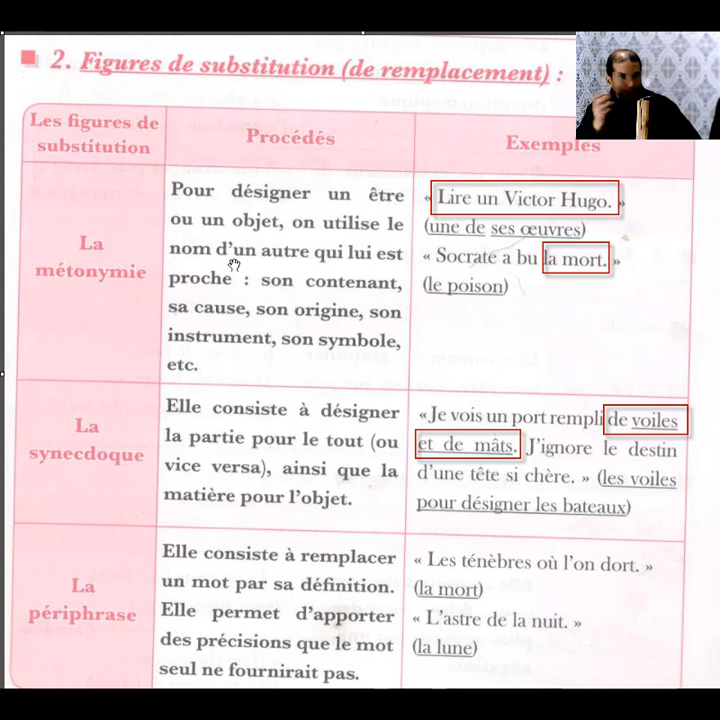 2. Figures de substitution (de remplacement) :
Les figures de
substitution
Procédés
Exemples
La
métonymie
Pour désigner un être
ou un objet, on utilise le
nom d'un autre qui lui est
proche : son contenant,
sa cause, son origine, son
instrument, son symbole,
etc.
« Lire un Victor Hugo. »
(une de ses œuvres)
« Socrate a bu la mort. »
(le poison)
La
synecdoque
Elle consiste à désigner
la partie pour le tout (ou
vice versa), ainsi que la
matière pour l'objet.
«Je vois un port rempli de voiles
et de mâts. J'ignore le destin
d'une tête si chère. » (les voiles
pour désigner les bateaux)
La
périphrase
Elle consiste à remplacer
un mot par sa définition.
Elle permet d'apporter
des précisions que le mot
seul ne fournirait pas.
« Les ténèbres où l'on dort. »
(la mort)
« L'astre de la nuit. »
(la lune)